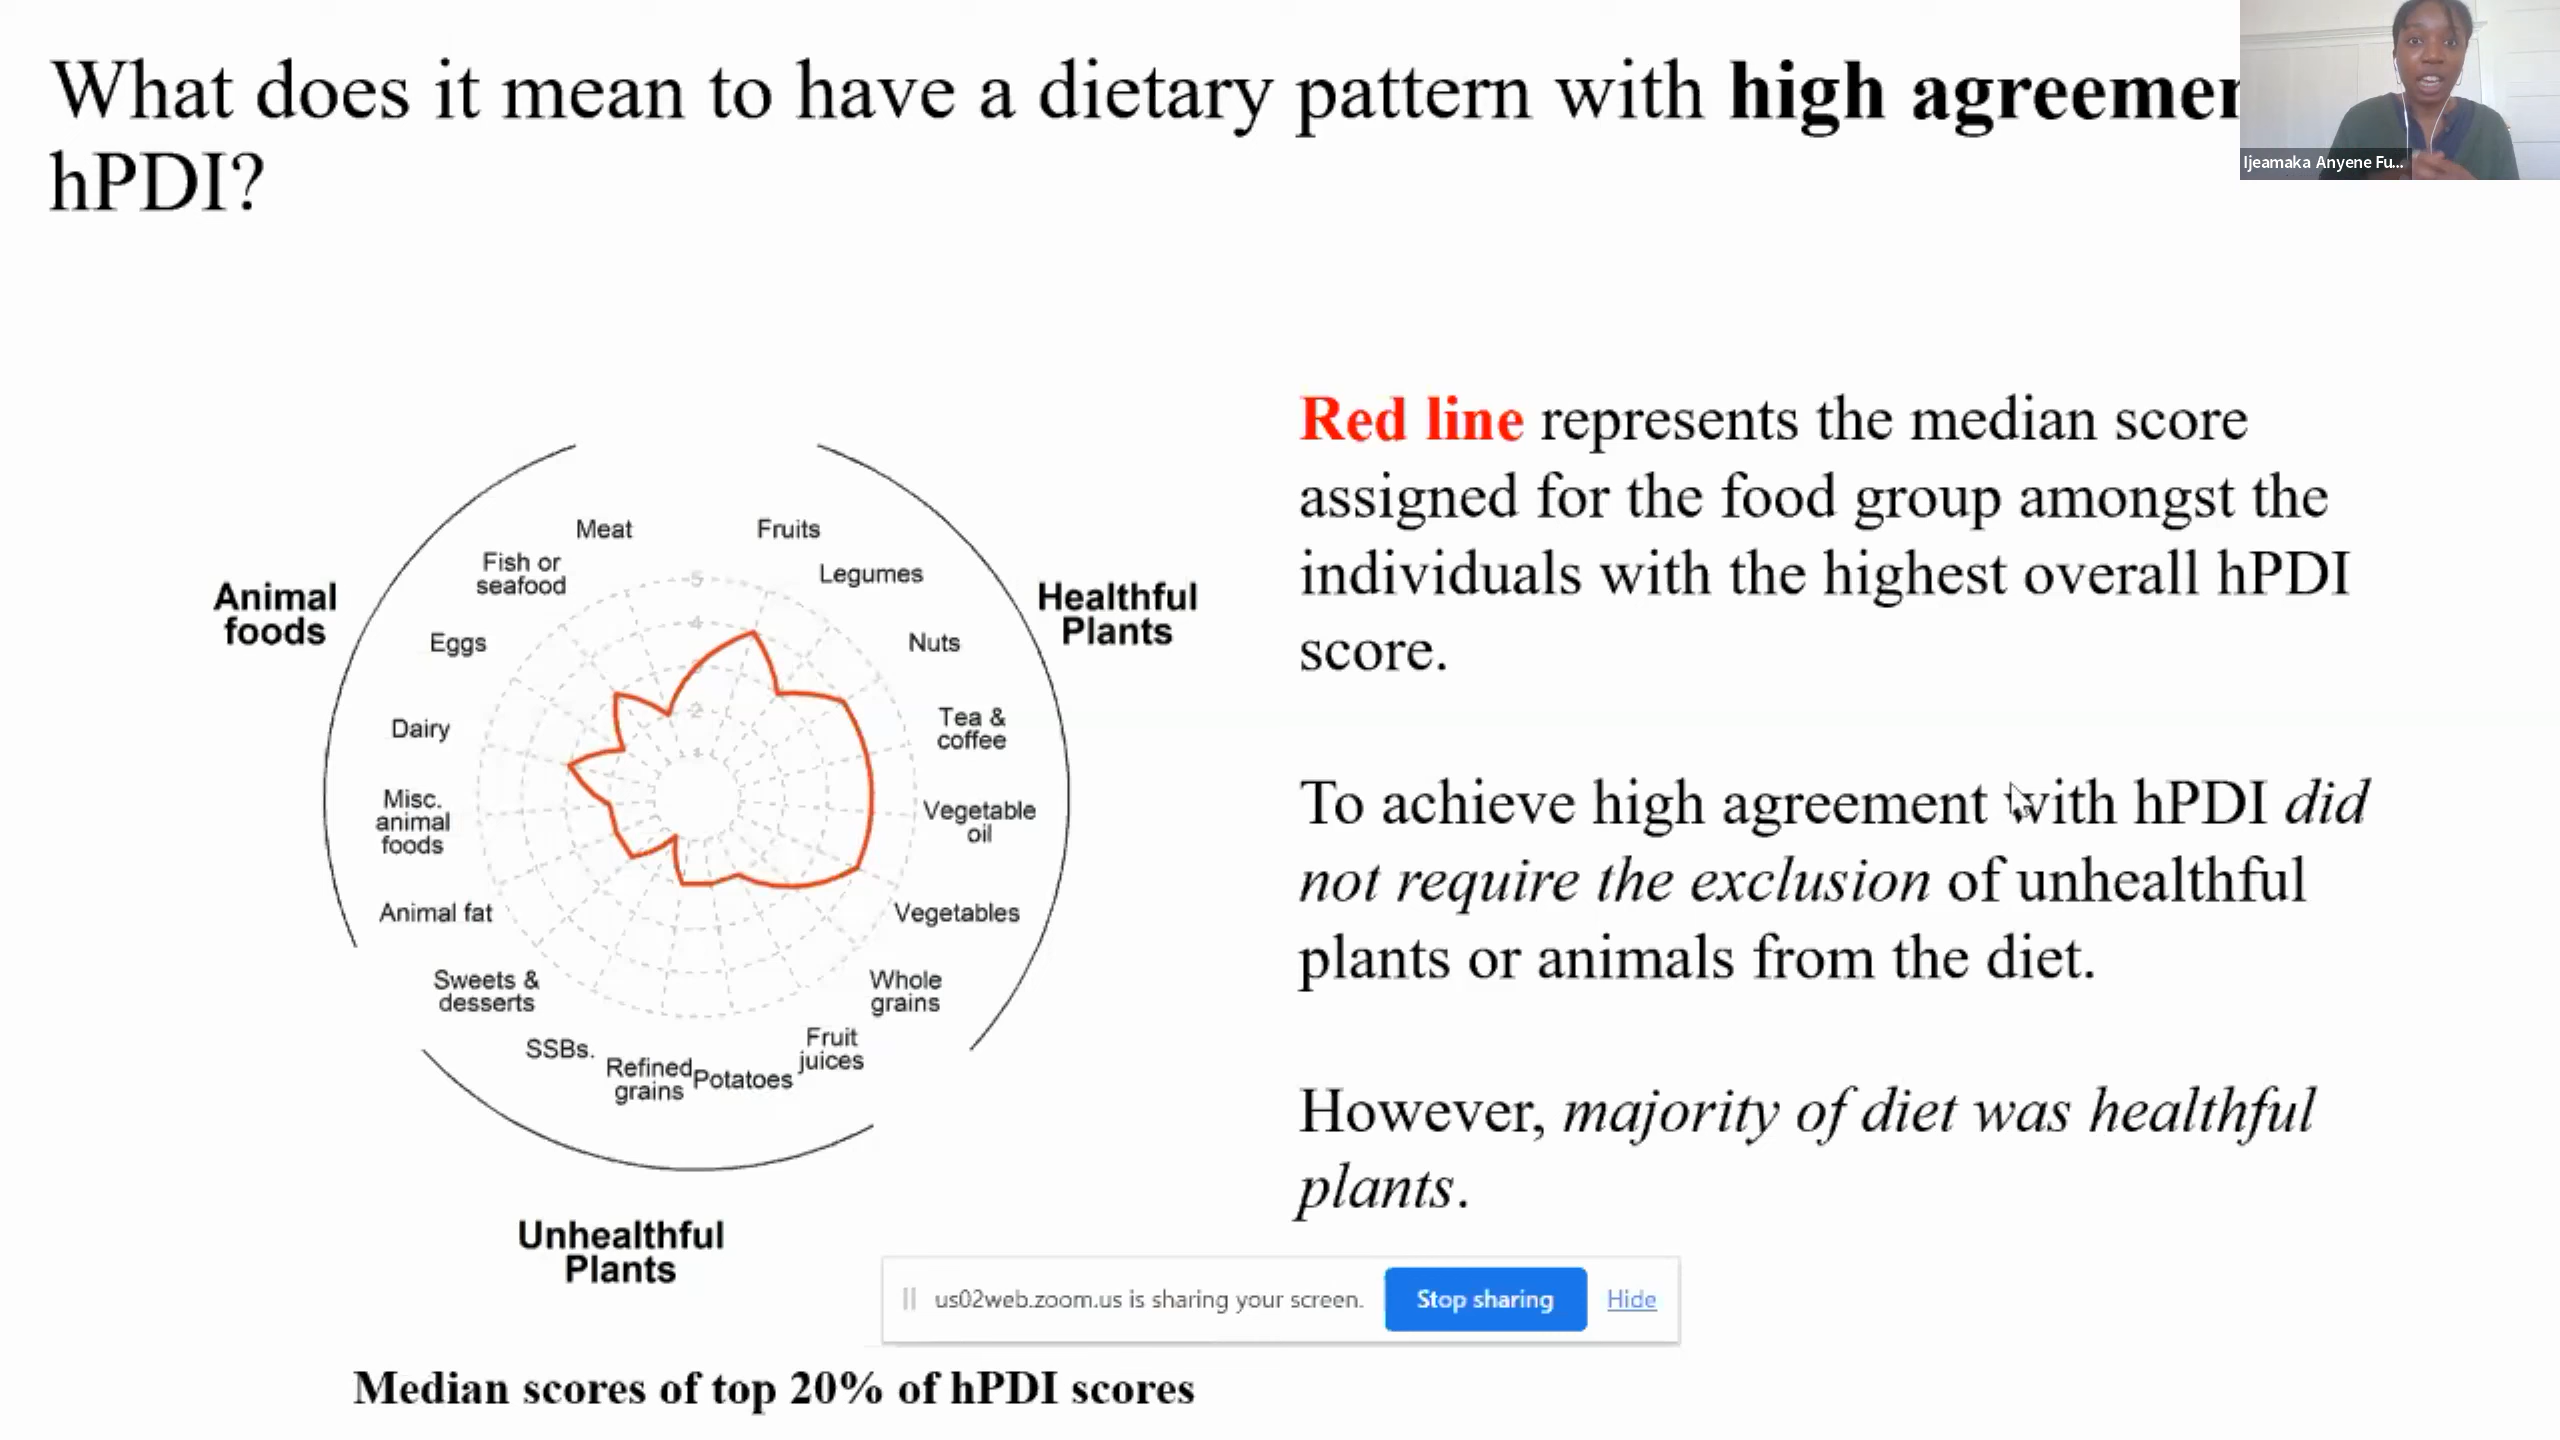 What does it mean to have a dietary pattern with high agreemen
hPDI?
Ijeamaka Anyene Fu...
Red line represents the median score
assigned for the food group amongst the
individuals with the highest overall hPDI
score.
To achieve high agreement with hPDI did
not require the exclusion of unhealthful
plants or animals from the diet.
However, majority of diet was healthful
plants.
Animal
foods
Healthful
Plants
Unhealthful
Plants
Meat
Fruits
Fish or
seafood
Legumes
Eggs
Nuts
Dairy
Tea &
coffee
Misc.
animal
foods
Vegetable
oil
Animal fat
Vegetables
Sweets &
desserts
Whole
grains
SSBs.
Refined
grains
Potatoes
Fruit
juices
5
4
2
us02web.zoom.us is sharing your screen.
Stop sharing
Hide
Median scores of top 20% of hPDI scores